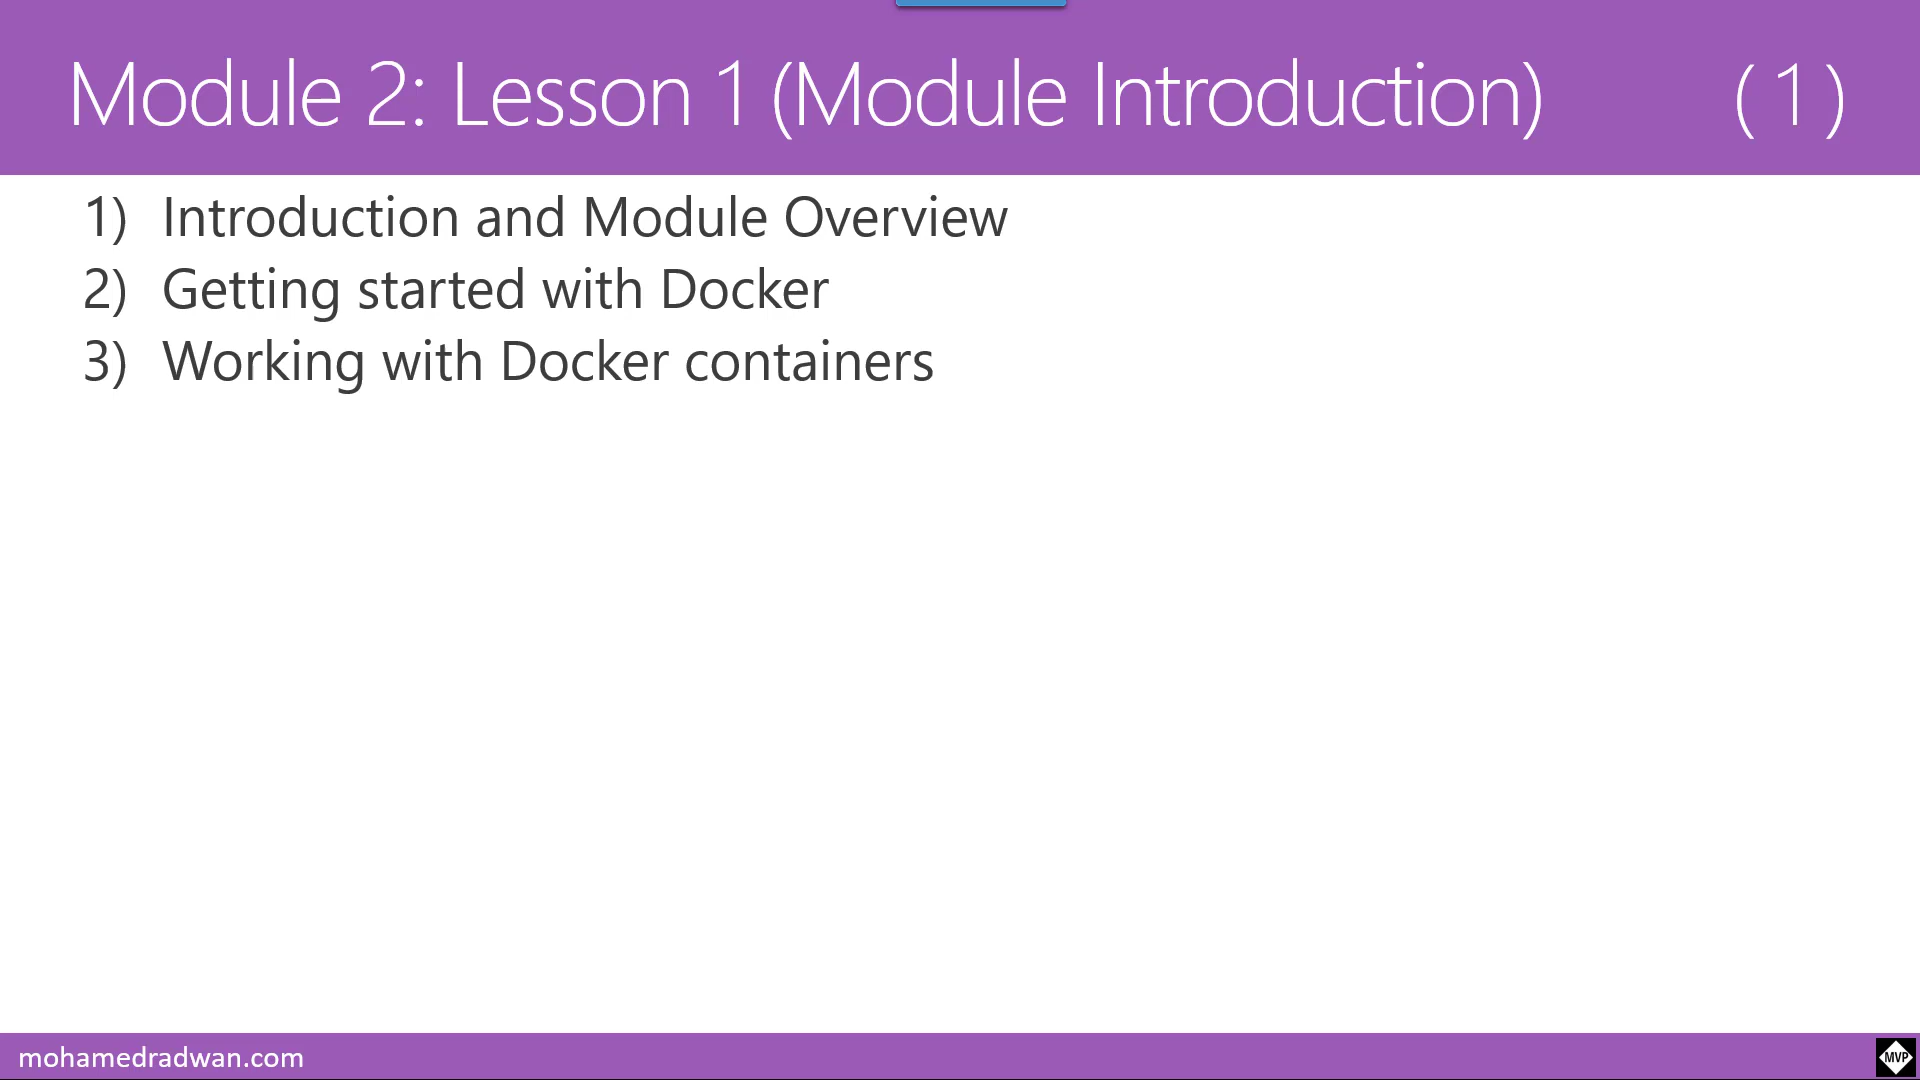 Module 2: Lesson 1 (Module Introduction) (1)
1) Introduction and Module Overview
2) Getting started with Docker
3) Working with Docker containers
mohamedradwan.com
MVP